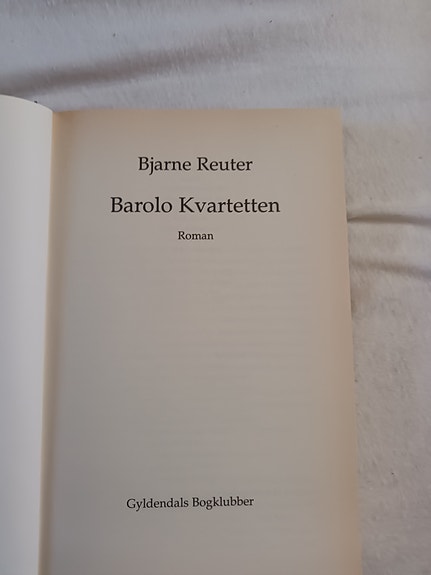 Bjarne Reuter
Barolo Kvartetten
Roman
Gyldendals Bogklubber